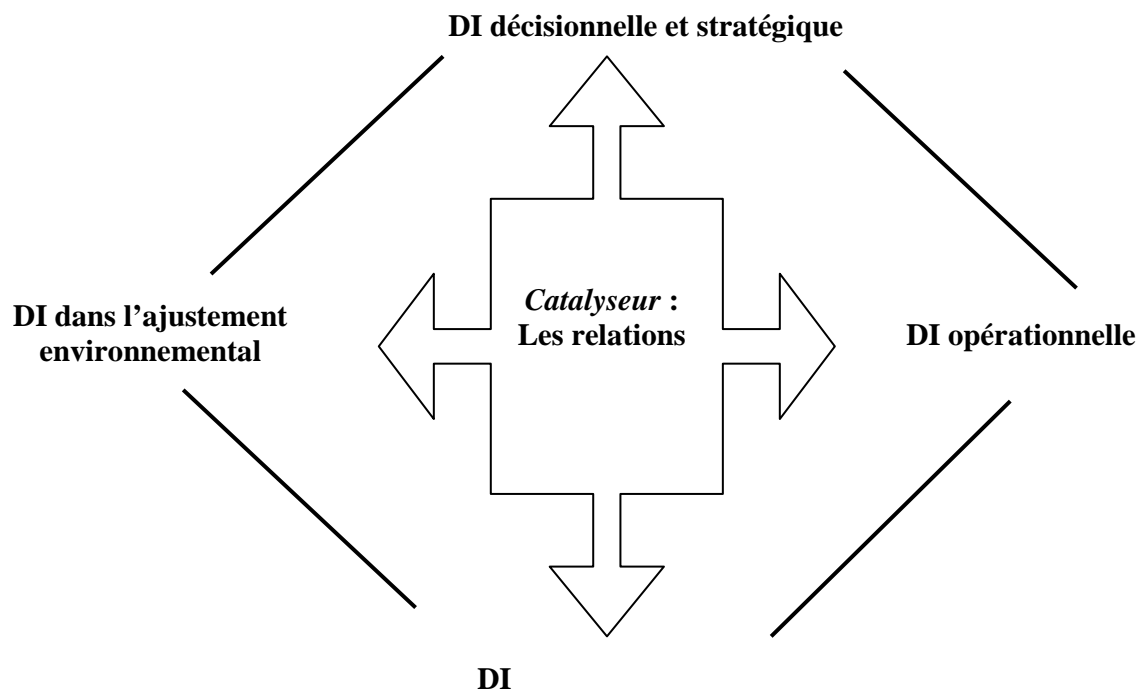 DI décisionnelle et stratégique
DI dans l’ajustement
environnemental
Catalyseur :
Les relations
DI opérationnelle
DI